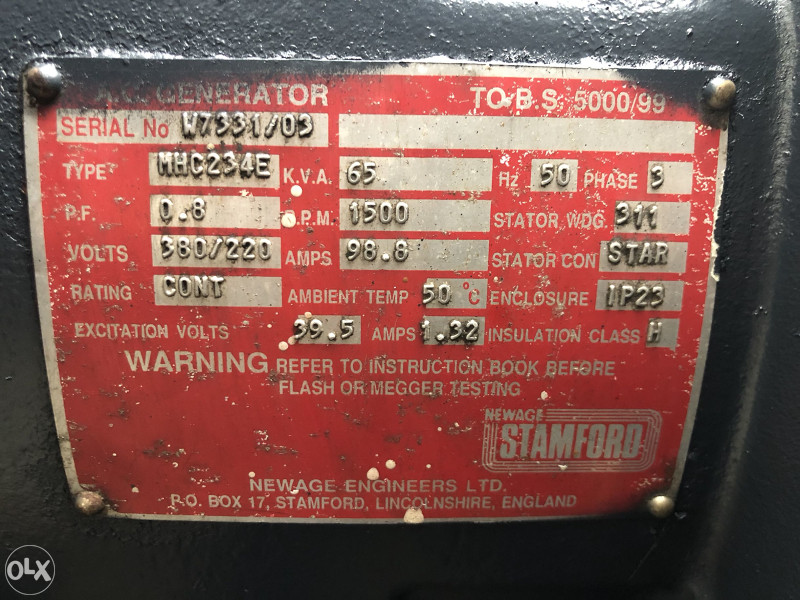 A.C. GENERATOR TO B.S. 5000/99
SERIAL No W7331/03
TYPE MHC234E K.V.A. 65 Hz 50 PHASE 3
P.F. 0.8 R.P.M. 1500 STATOR WDG. 311
VOLTS 380/220 AMPS 98.8 STATOR CON STAR
RATING CONT AMBIENT TEMP 50 °C ENCLOSURE IP23
EXCITATION VOLTS 39.5 AMPS 1.32 INSULATION CLASS H
WARNING REFER TO INSTRUCTION BOOK BEFORE
FLASH OR MEGGER TESTING
NEWAGE
STAMFORD
NEWAGE ENGINEERS LTD.
P.O. BOX 17, STAMFORD, LINCOLNSHIRE, ENGLAND
OLX